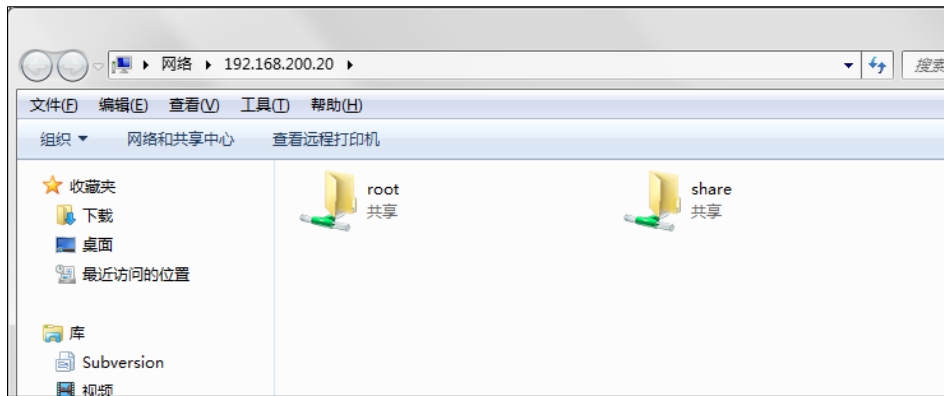 网络 192.168.200.20
搜索
文件(F) 编辑(E) 查看(V) 工具(T) 帮助(H)
组织 网络和共享中心 查看远程打印机
收藏夹
下载
桌面
最近访问的位置
库
Subversion
视频
root
共享
share
共享